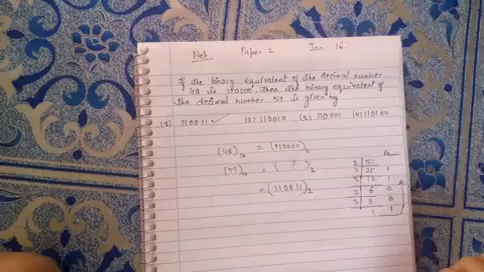 Net Paper 1 Jan. 16.
If the binary equivalent of the decimal number
48 is 110000, then the binary equivalent of
the decimal number 51 is given by
(1) 110011 ✓ (2) 110010 (3) 110001 (4) 110100
(48)₁₀ = (110000)₂
(51)₁₀ = ( ? )₂
= (110011)₂
2 51
2 25 1
2 12 1
2 6 0
2 3 0
1 1